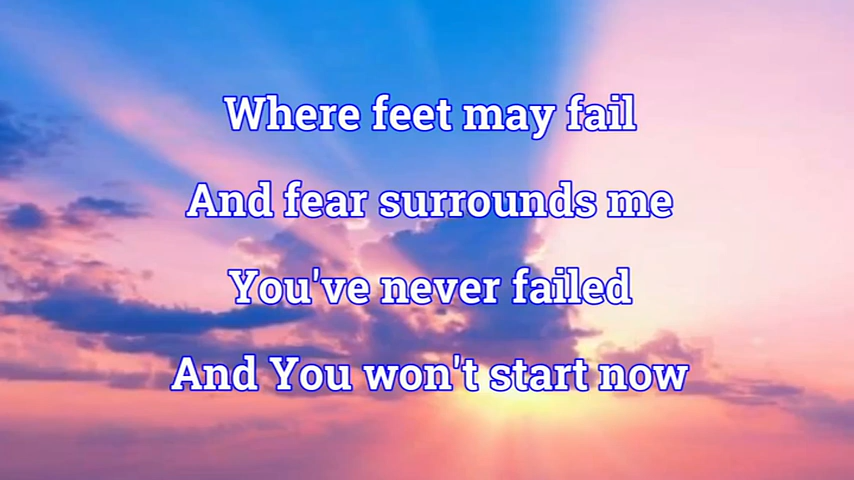 Where feet may fail
And fear surrounds me
You've never failed
And You won't start now